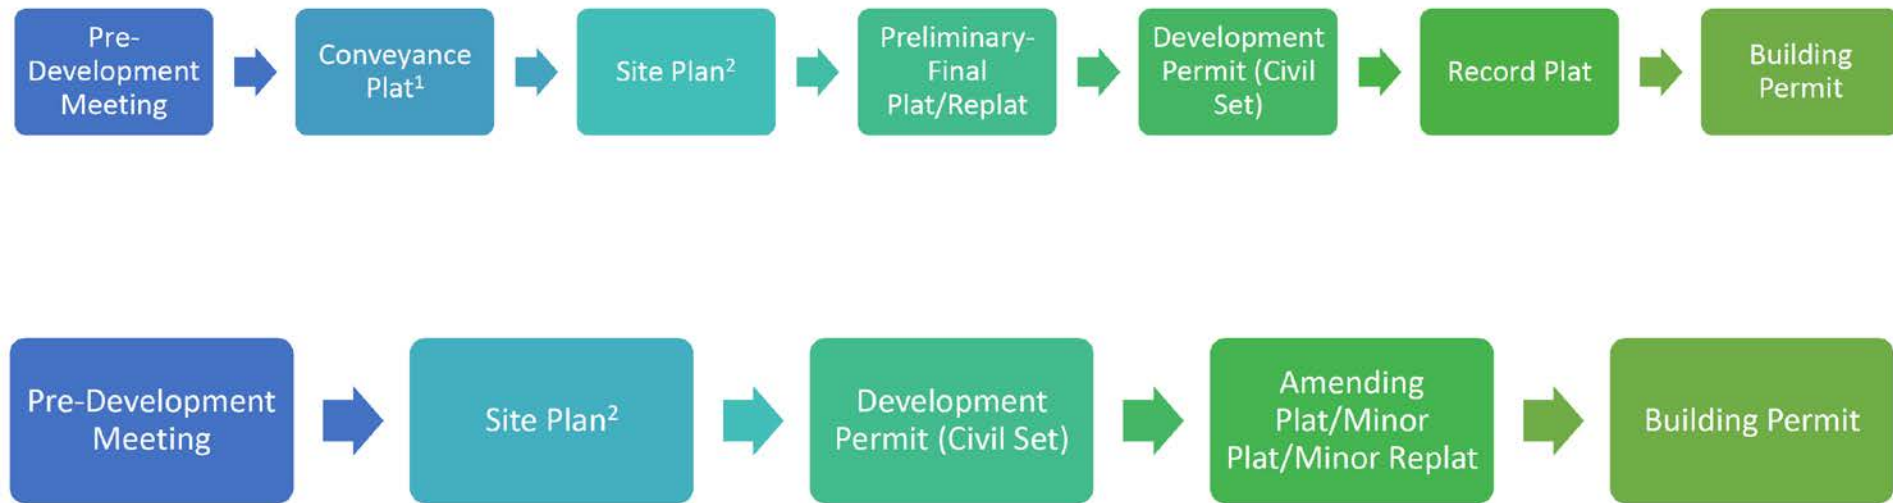 Pre-
Development
Meeting
Conveyance
Plat¹
Site Plan²
Preliminary-
Final
Plat/Replat
Development
Permit (Civil
Set)
Record Plat
Building
Permit
Pre-Development
Meeting
Site Plan²
Development
Permit (Civil Set)
Amending
Plat/Minor
Plat/Minor Replat
Building Permit